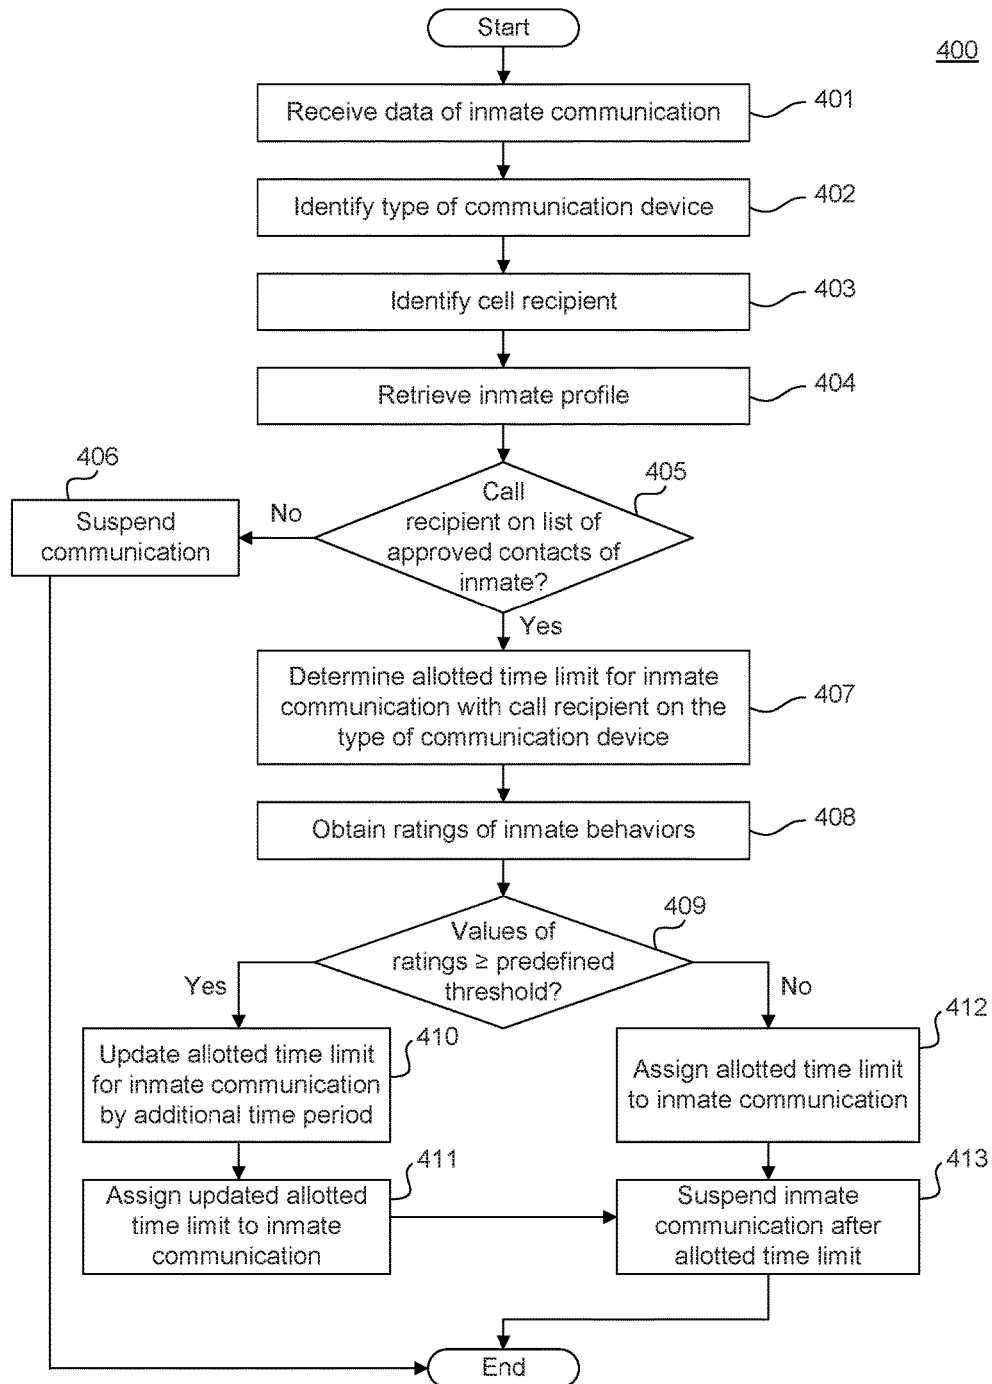 Start
400
Receive data of inmate communication
401
Identify type of communication device
402
Identify cell recipient
403
Retrieve inmate profile
404
406
Suspend
communication
No
405
Call
recipient on list of
approved contacts of
inmate?
Yes
Determine allotted time limit for inmate
communication with call recipient on the
type of communication device
407
Obtain ratings of inmate behaviors
408
409
Values of
ratings ≥ predefined
threshold?
Yes
No
Update allotted time limit
for inmate communication
by additional time period
410
412
Assign allotted time limit
to inmate communication
Assign updated allotted
time limit to inmate
communication
411
413
Suspend inmate
communication after
allotted time limit
End